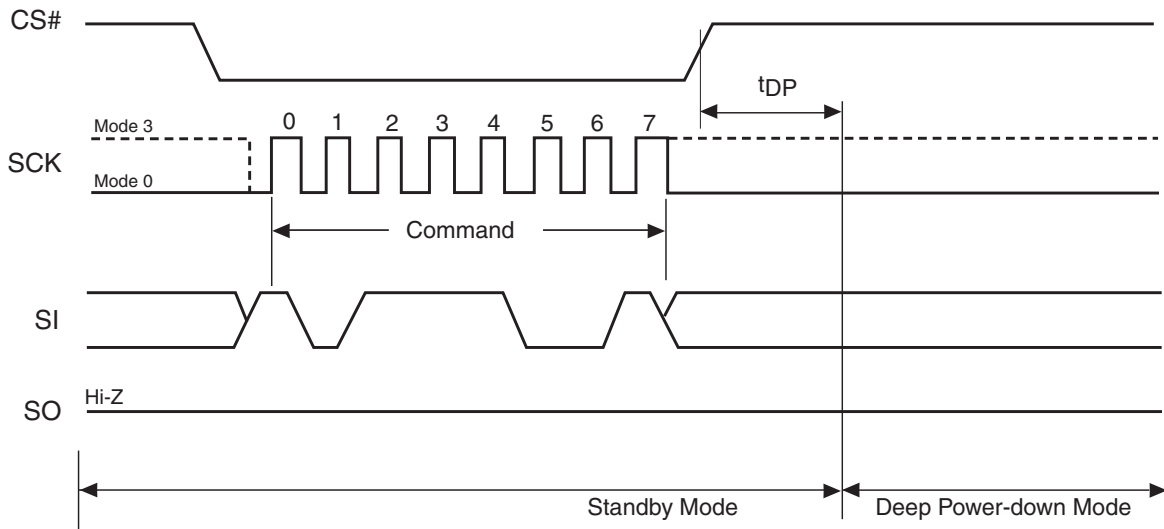 CS#
tDP
Mode 3
0 1 2 3 4 5 6 7
SCK
Mode 0
Command
SI
Hi-Z
SO
Standby Mode
Deep Power-down Mode